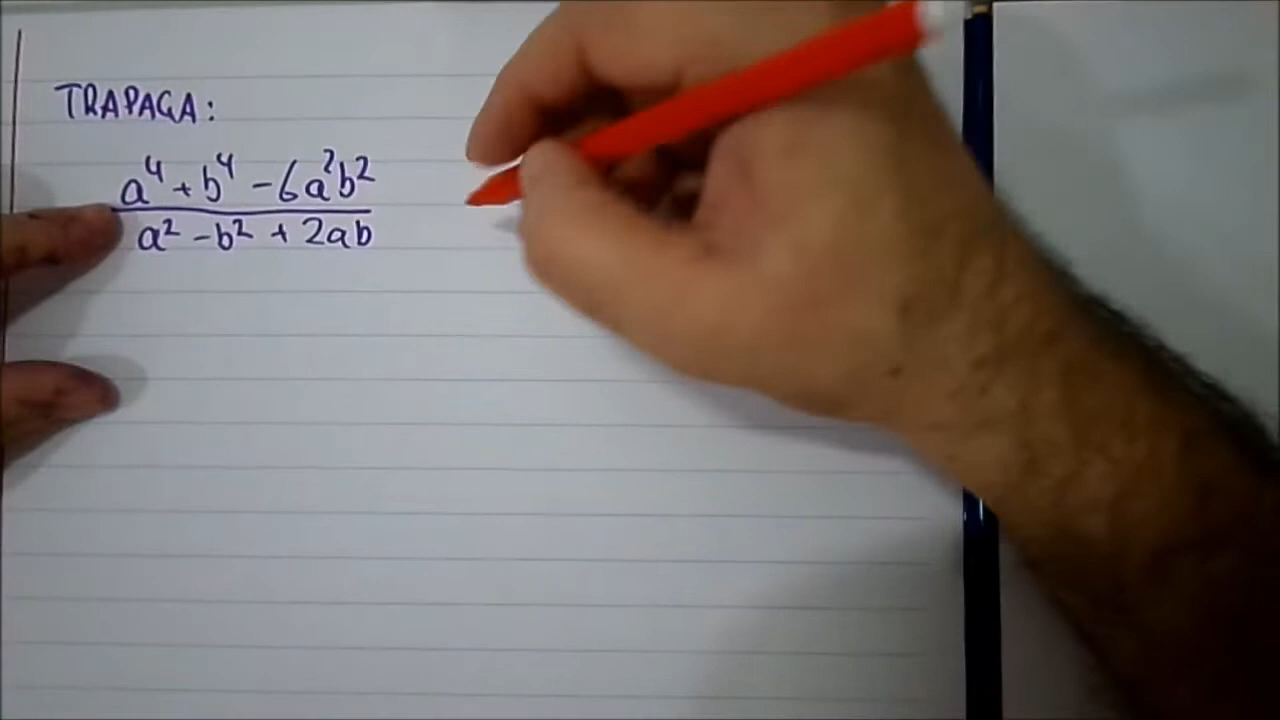 TRAPAGA:
a⁴ + b⁴ - 6a²b²
a² - b² + 2ab